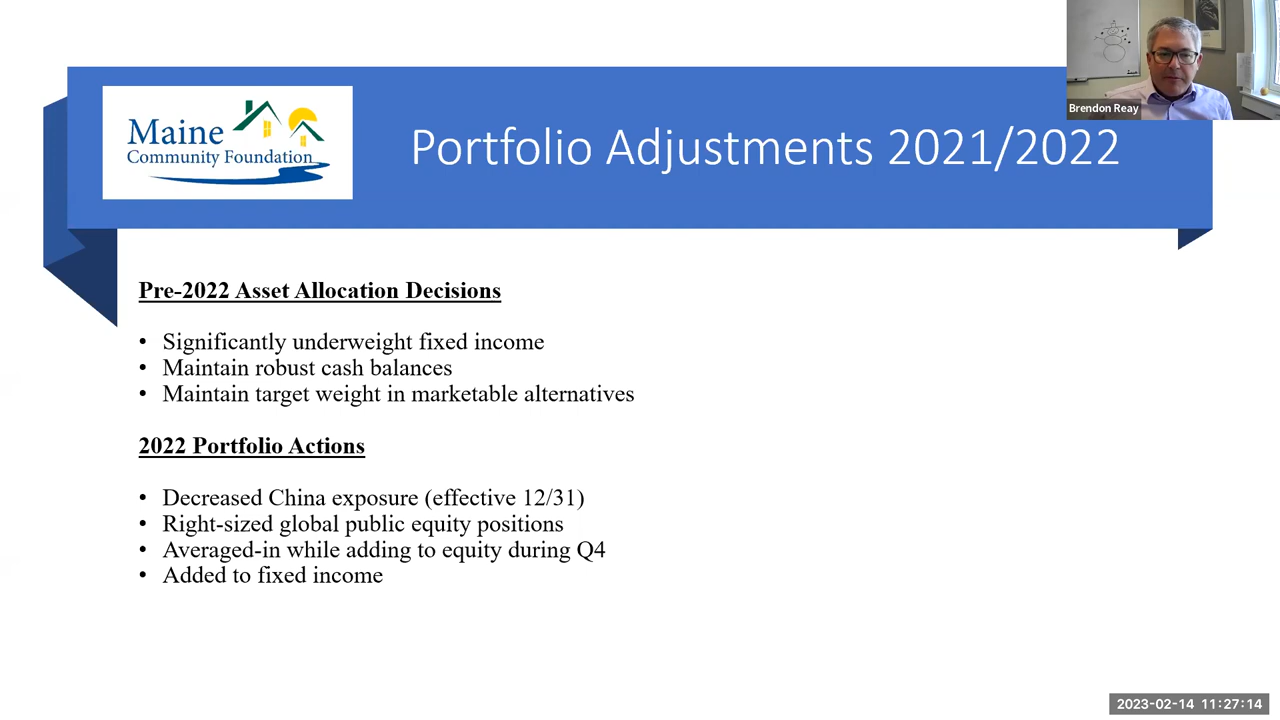 Maine
Community Foundation
Portfolio Adjustments 2021/2022
Brendon Reay
Pre-2022 Asset Allocation Decisions
• Significantly underweight fixed income
• Maintain robust cash balances
• Maintain target weight in marketable alternatives
2022 Portfolio Actions
• Decreased China exposure (effective 12/31)
• Right-sized global public equity positions
• Averaged-in while adding to equity during Q4
• Added to fixed income
2023-02-14 11:27:14